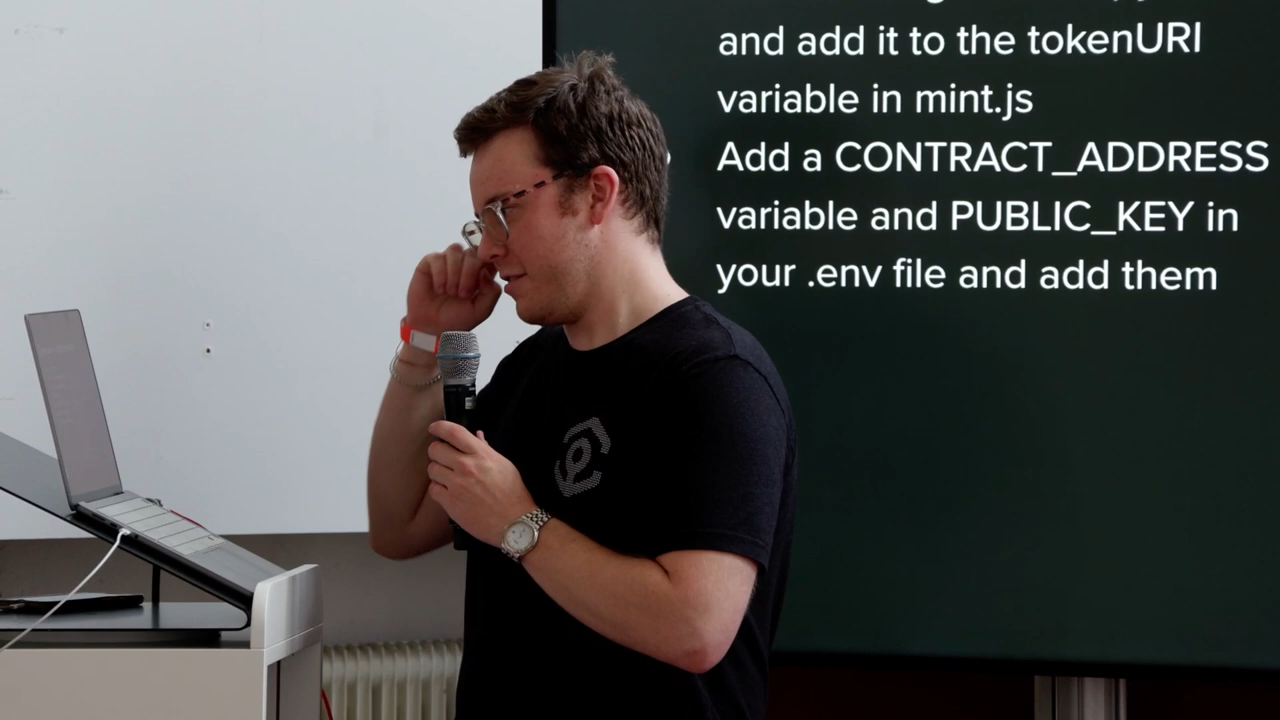 and add it to the tokenURI
variable in mint.js
Add a CONTRACT_ADDRESS
variable and PUBLIC_KEY in
your .env file and add them